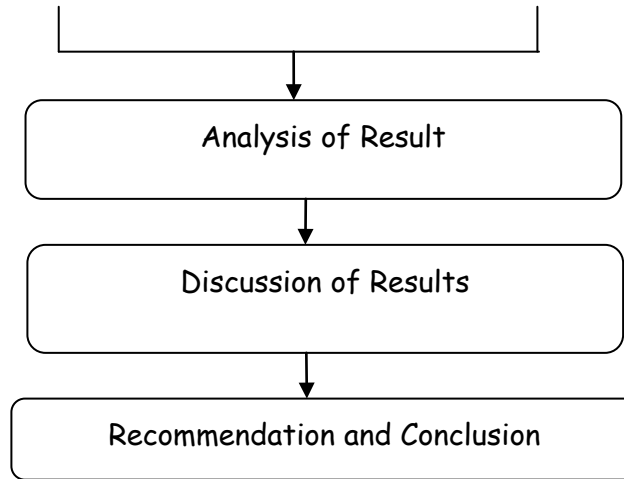 Analysis of Result
Discussion of Results
Recommendation and Conclusion